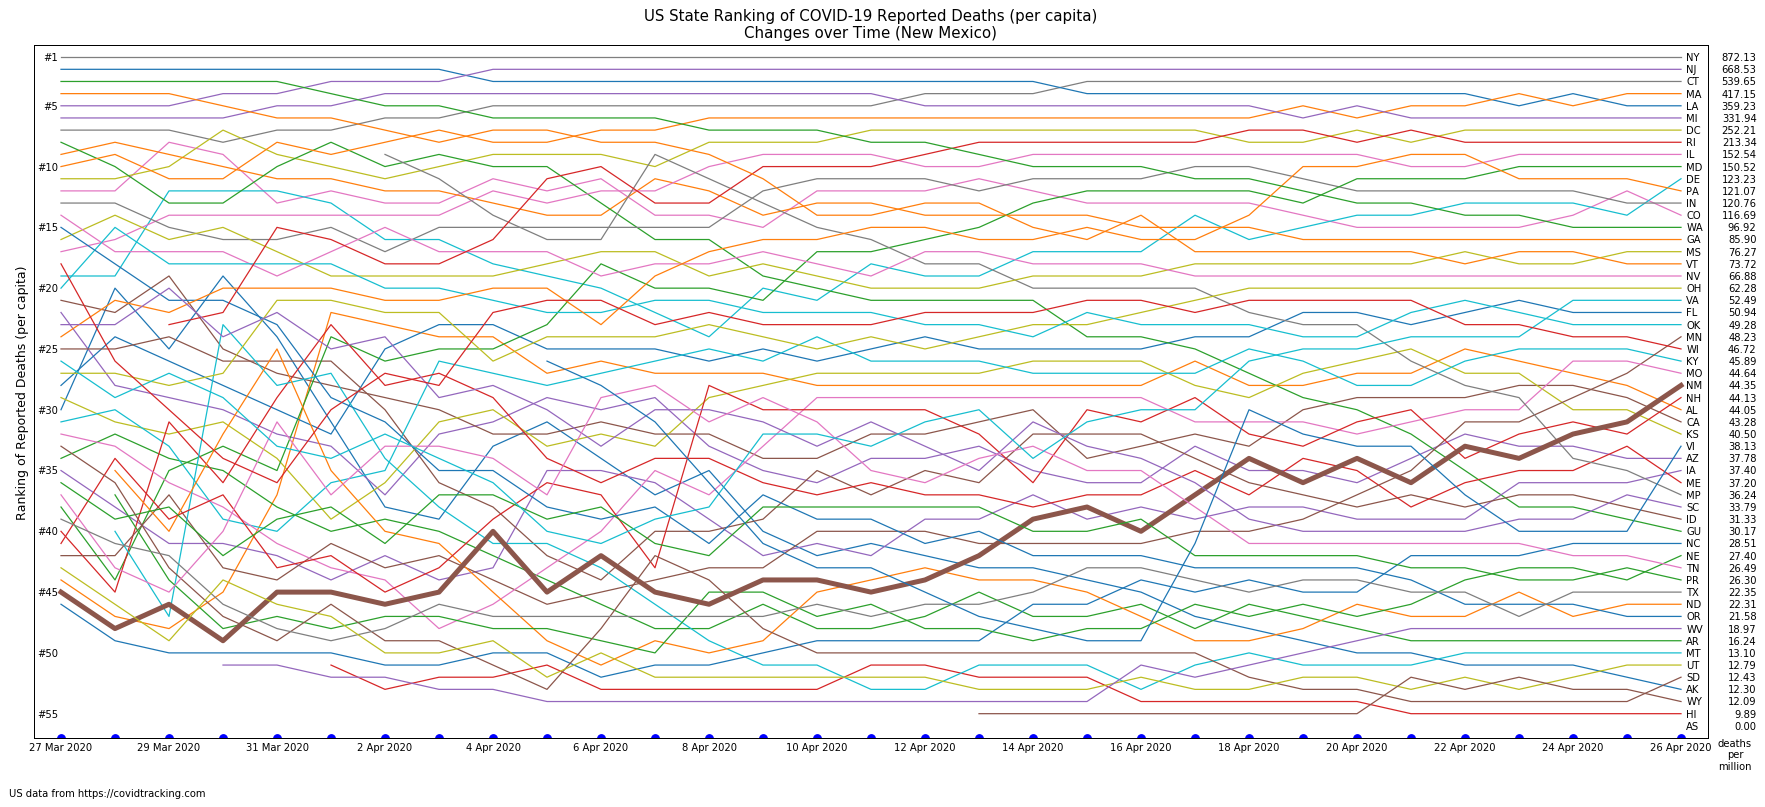 US State Ranking of COVID-19 Reported Deaths (per capita)
Changes over Time (New Mexico)
Ranking of Reported Deaths (per capita)
#1
#5
#10
#15
#20
#25
#30
#35
#40
#45
#50
#55
NY 872.13
NJ 668.53
CT 539.65
MA 417.15
LA 359.23
MI 331.94
DC 252.21
RI 213.34
IL 152.54
MD 150.52
DE 123.23
PA 121.07
IN 120.76
CO 116.69
WA 96.92
GA 85.90
MS 76.27
VT 73.72
NV 66.88
OH 62.28
VA 52.49
FL 50.94
OK 49.28
MN 48.23
WI 46.72
KY 45.89
MO 44.64
NM 44.35
NH 44.13
AL 44.05
CA 43.28
KS 40.50
VI 38.13
AZ 37.78
IA 37.40
ME 37.20
MP 36.24
SC 33.79
ID 31.33
GU 30.17
NC 28.51
NE 27.40
TN 26.49
PR 26.30
TX 22.35
ND 22.31
OR 21.58
WV 18.97
AR 16.24
MT 13.10
UT 12.79
SD 12.43
AK 12.30
WY 12.09
HI 9.89
AS 0.00
27 Mar 2020 29 Mar 2020 31 Mar 2020 2 Apr 2020 4 Apr 2020 6 Apr 2020 8 Apr 2020 10 Apr 2020 12 Apr 2020 14 Apr 2020 16 Apr 2020 18 Apr 2020 20 Apr 2020 22 Apr 2020 24 Apr 2020 26 Apr 2020
deaths
per
million
US data from https://covidtracking.com